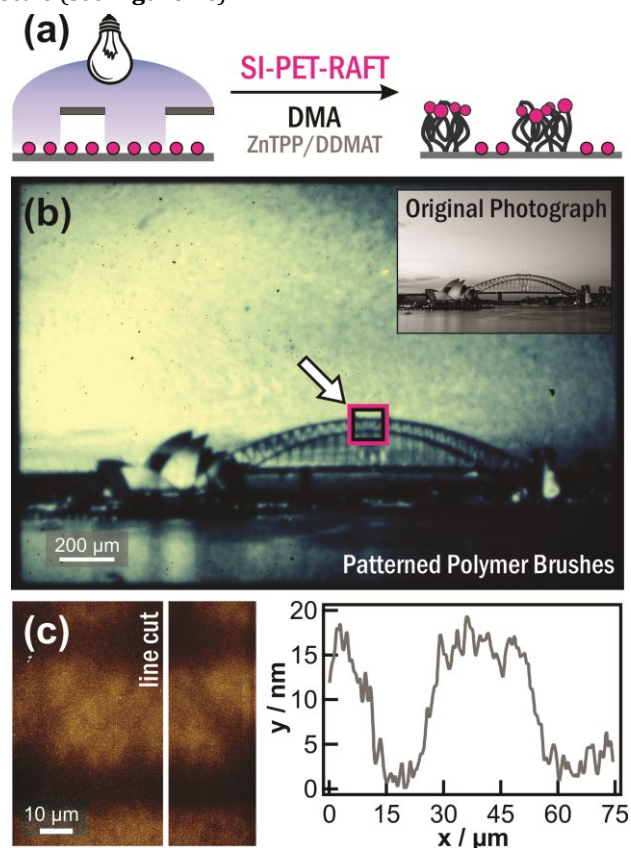 (a)
SI-PET-RAFT
DMA
ZnTPP/DDMAT
(b)
Original Photograph
200 µm
Patterned Polymer Brushes
(c)
line cut
10 µm
y / nm
20
15
10
5
0
0 15 30 45 60 75
x / µm